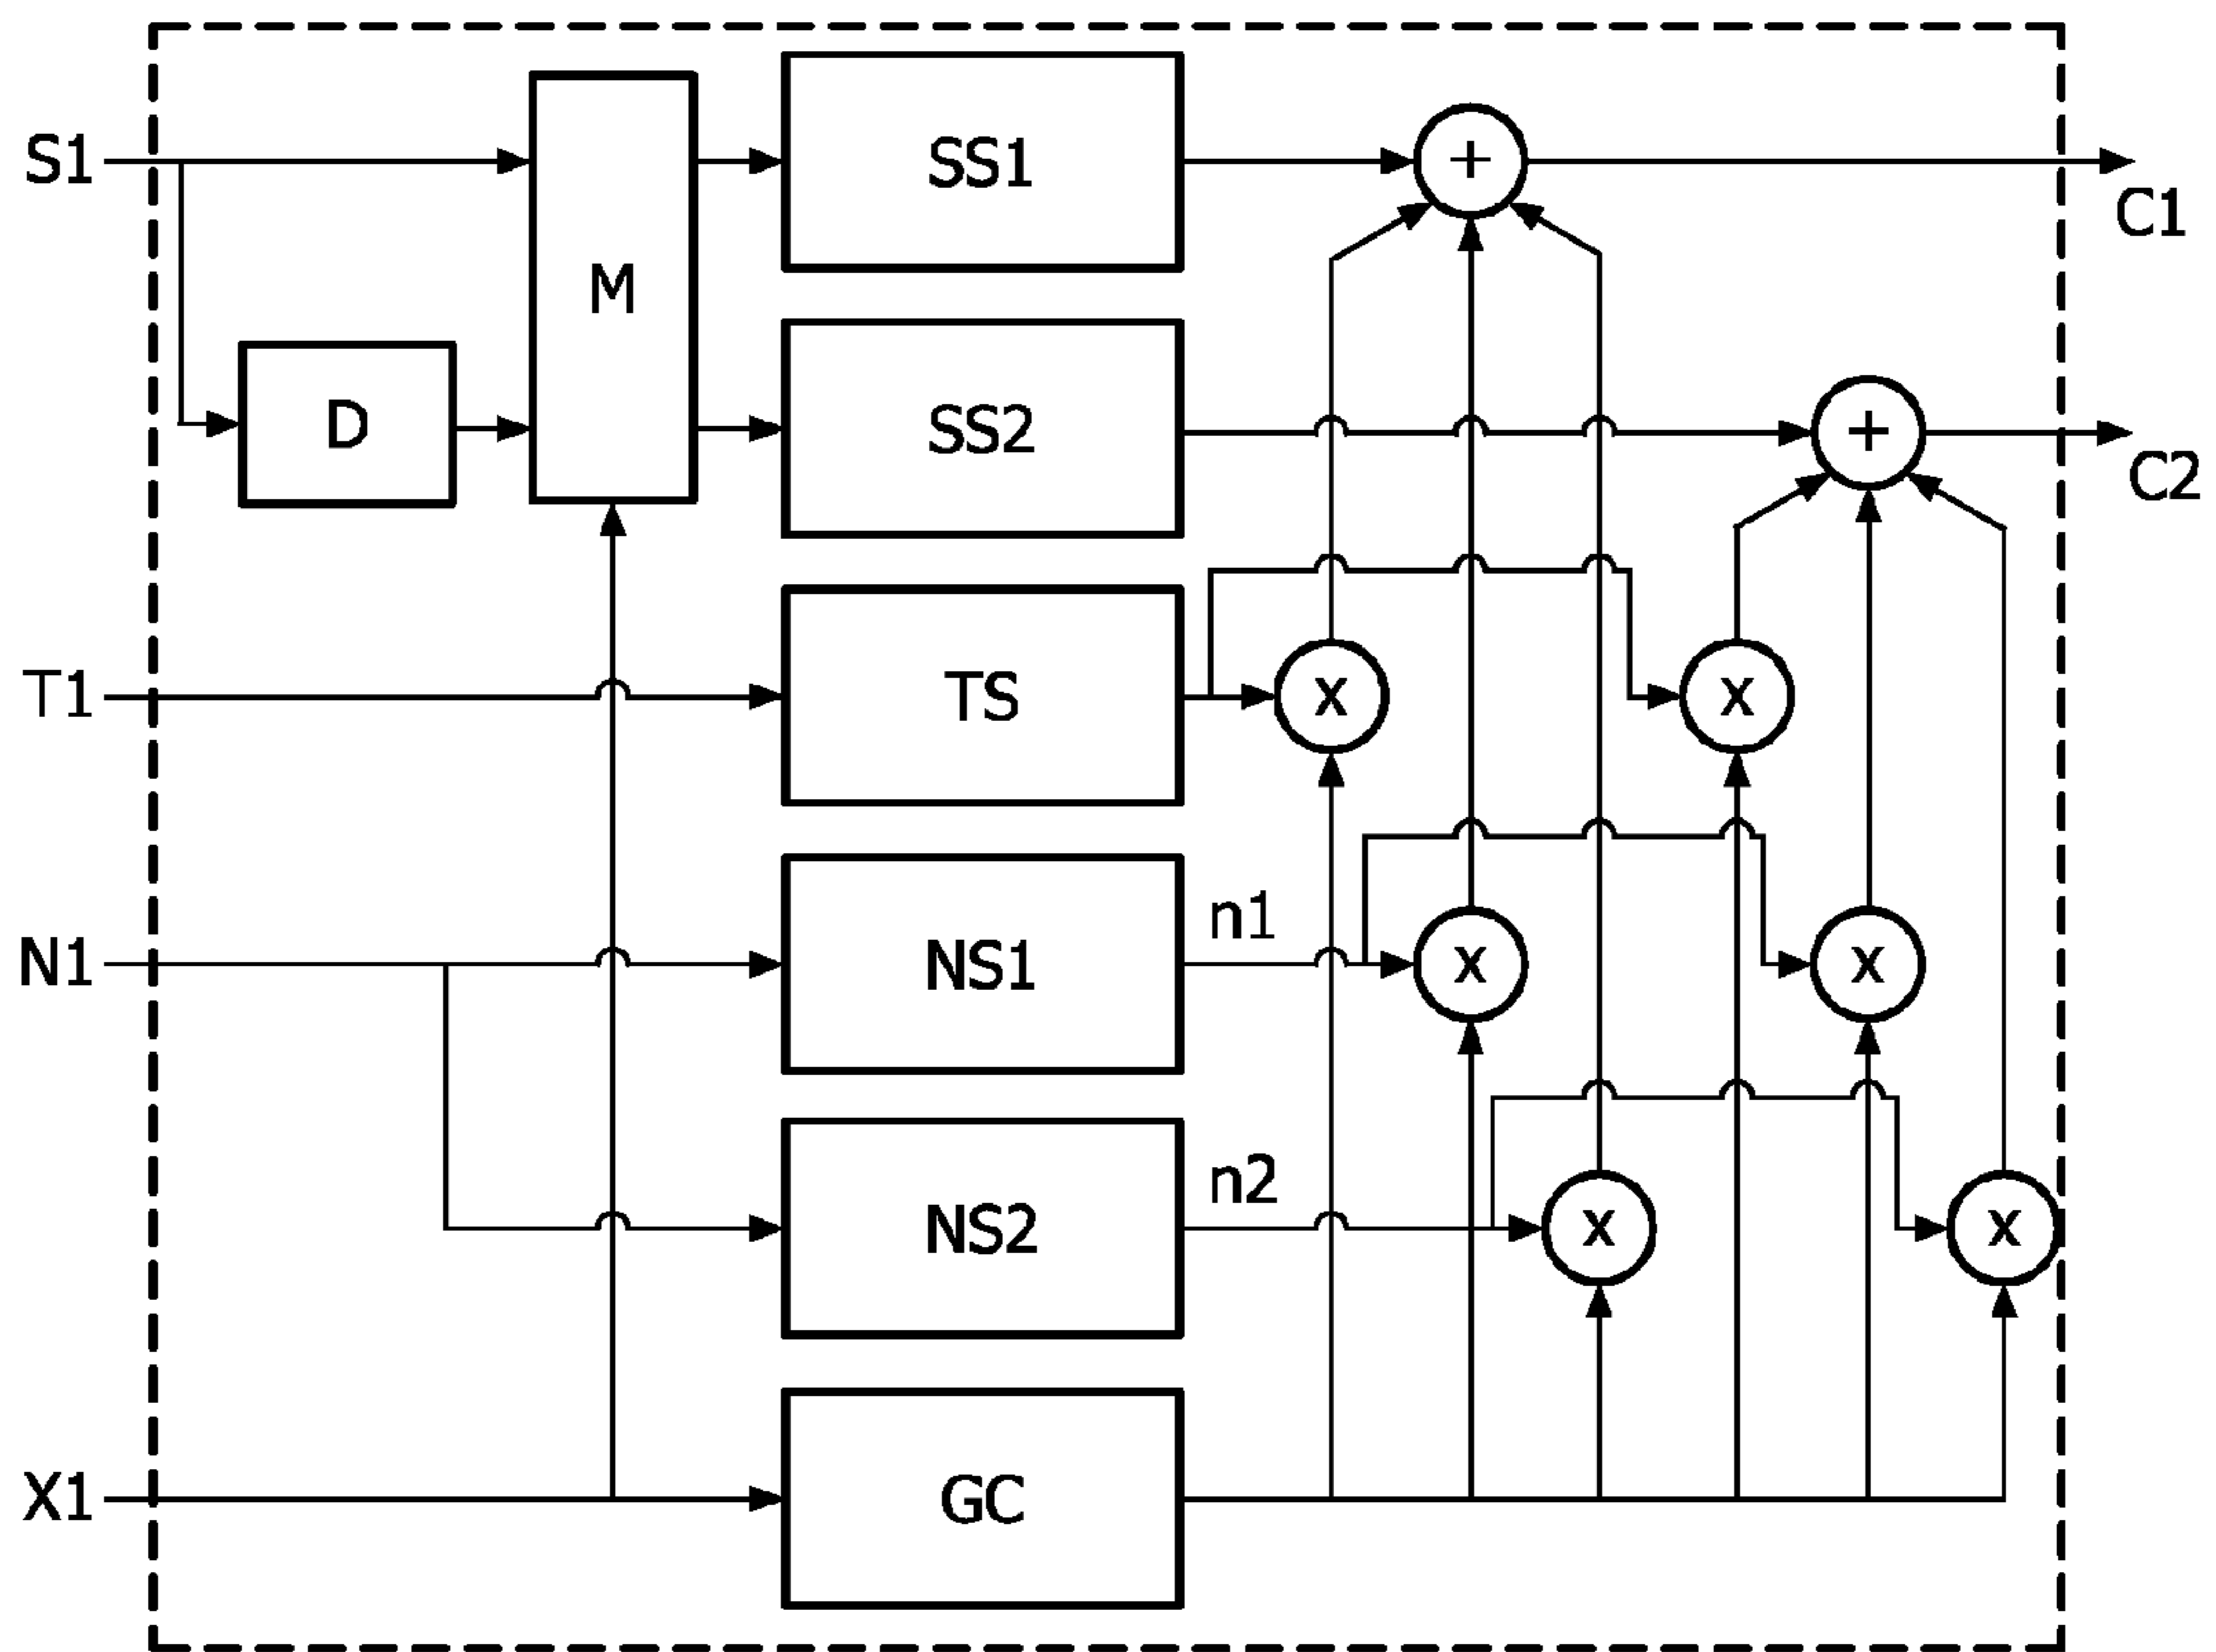 S1
M
SS1
+
C1
D
SS2
+
C2
T1
TS
x
x
N1
NS1
n1
x
x
NS2
n2
x
x
X1
GC